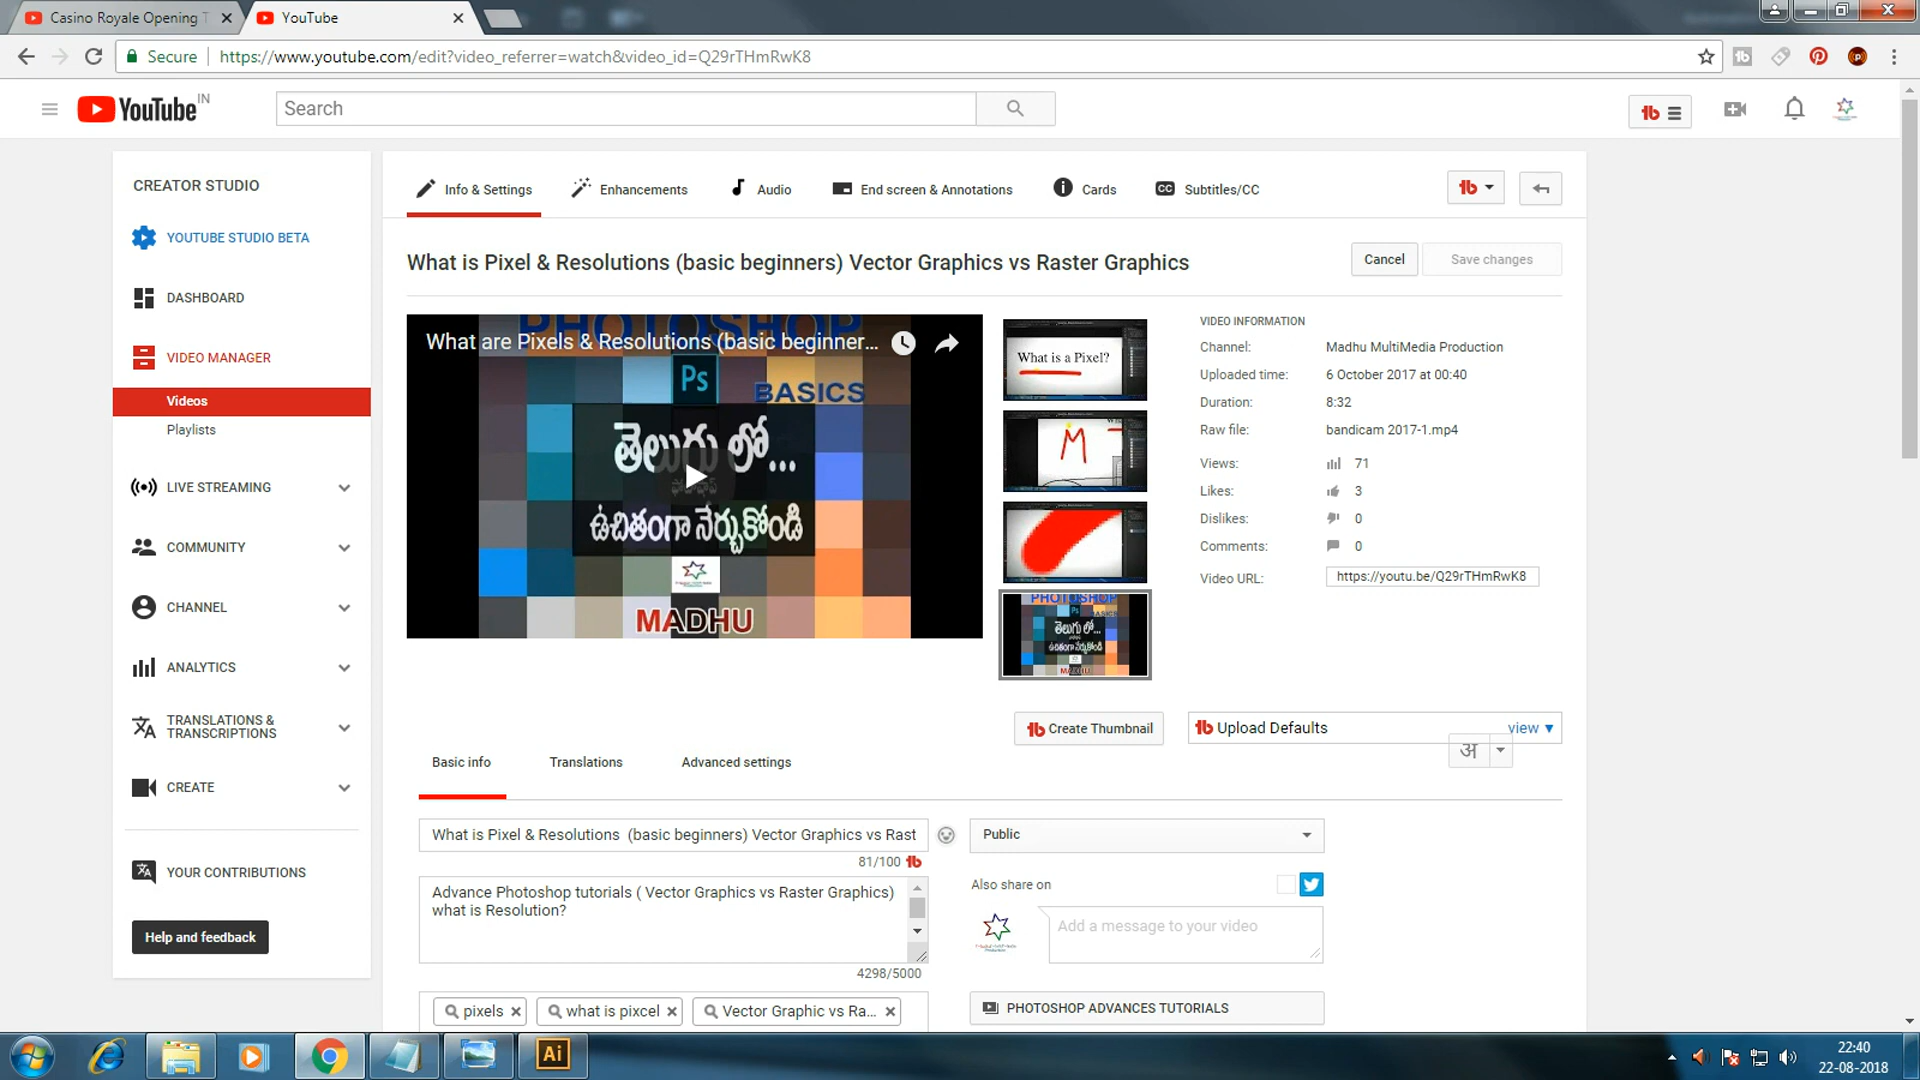 Casino Royale Opening T
YouTube
Secure
https://www.youtube.com/edit?video_referrer=watch&video_id=Q29rTHmRwK8
YouTube IN
Search
CREATOR STUDIO
YOUTUBE STUDIO BETA
DASHBOARD
VIDEO MANAGER
Videos
Playlists
LIVE STREAMING
COMMUNITY
CHANNEL
ANALYTICS
TRANSLATIONS &
TRANSCRIPTIONS
CREATE
YOUR CONTRIBUTIONS
Help and feedback
Info & Settings
Enhancements
Audio
End screen & Annotations
Cards
CC Subtitles/CC
What is Pixel & Resolutions (basic beginners) Vector Graphics vs Raster Graphics
Cancel
Save changes
PHOTOSHOP
What are Pixels & Resolutions (basic beginner...
Ps
BASICS
తెలుగు లో...
ఉచితంగా నేర్చుకోండి
MADHU
What is a Pixel?
M
PHOTOSHOP
Ps
BASICS
తెలుగు లో...
ఉచితంగా నేర్చుకోండి
MADHU
VIDEO INFORMATION
Channel: Madhu MultiMedia Production
Uploaded time: 6 October 2017 at 00:40
Duration: 8:32
Raw file: bandicam 2017-1.mp4
Views: 71
Likes: 3
Dislikes: 0
Comments: 0
Video URL: https://youtu.be/Q29rTHmRwK8
Create Thumbnail
Upload Defaults
view
अ
Basic info
Translations
Advanced settings
What is Pixel & Resolutions (basic beginners) Vector Graphics vs Rast
81/100
Advance Photoshop tutorials ( Vector Graphics vs Raster Graphics)
what is Resolution?
4298/5000
pixels
what is pixcel
Vector Graphic vs Ra...
Public
Also share on
Add a message to your video
PHOTOSHOP ADVANCES TUTORIALS
Ai
22:40
22-08-2018